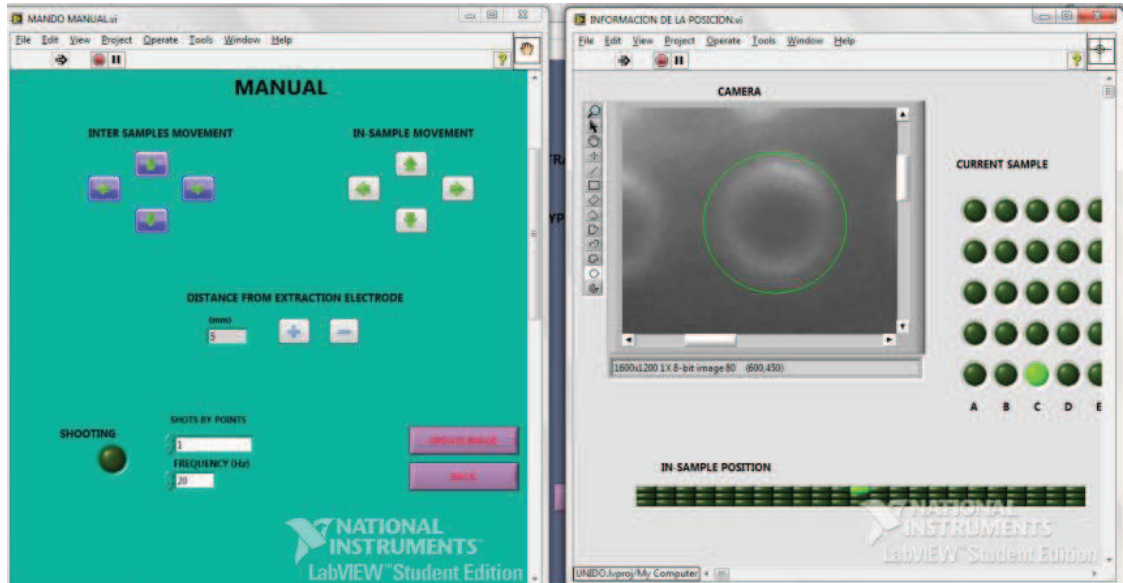 MANDO MANUAL.vi
File Edit View Project Operate Tools Window Help
MANUAL
INTER SAMPLES MOVEMENT
IN-SAMPLE MOVEMENT
DISTANCE FROM EXTRACTION ELECTRODE
(mm)
5
SHOOTING
SHOTS BY POINTS
1
FREQUENCY (Hz)
20
UPDATE IMAGE
BACK
NATIONAL
INSTRUMENTS
LabVIEW™ Student Edition
INFORMACION DE LA POSICION.vi
File Edit View Project Operate Tools Window Help
CAMERA
1600x1200 1X 8-bit image 80 (600,450)
CURRENT SAMPLE
A B C D E
IN-SAMPLE POSITION
NATIONAL
INSTRUMENTS
LabVIEW™ Student Edition
UNIDO.lvproj/My Computer